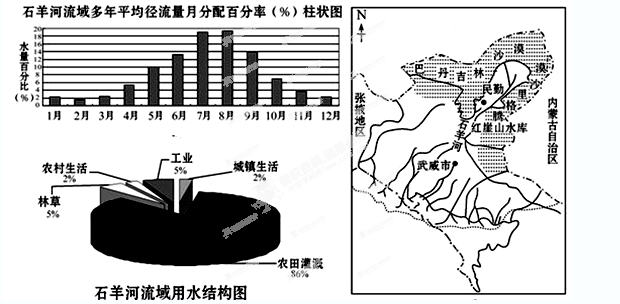 石羊河流域多年平均径流量月分配百分率(%)柱状图
水量百分比(%)
20
18
16
14
12
10
8
6
4
2
0
1月 2月 3月 4月 5月 6月 7月 8月 9月 10月 11月 12月
工业
5%
农村生活
2%
城镇生活
2%
林草
5%
农田灌溉
86%
石羊河流域用水结构图
N
巴丹吉林沙漠
腾格里沙漠
民勤
张掖地区
石羊河
红崖山水库
内蒙古自治区
武威市